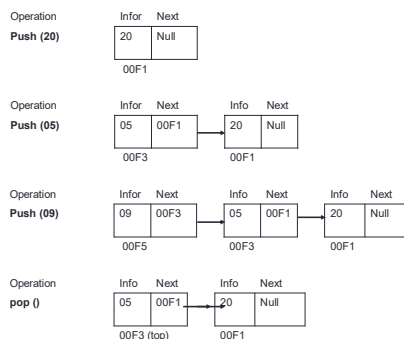 Operation Infor Next
Push (20) 20 Null
00F1
Operation Infor Next Info Next
Push (05) 05 00F1 20 Null
00F3 00F1
Operation Infor Next Info Next Info Next
Push (09) 09 00F3 05 00F1 20 Null
00F5 00F3 00F1
Operation Info Next Info Next
pop () 05 00F1 20 Null
00F3 (top) 00F1